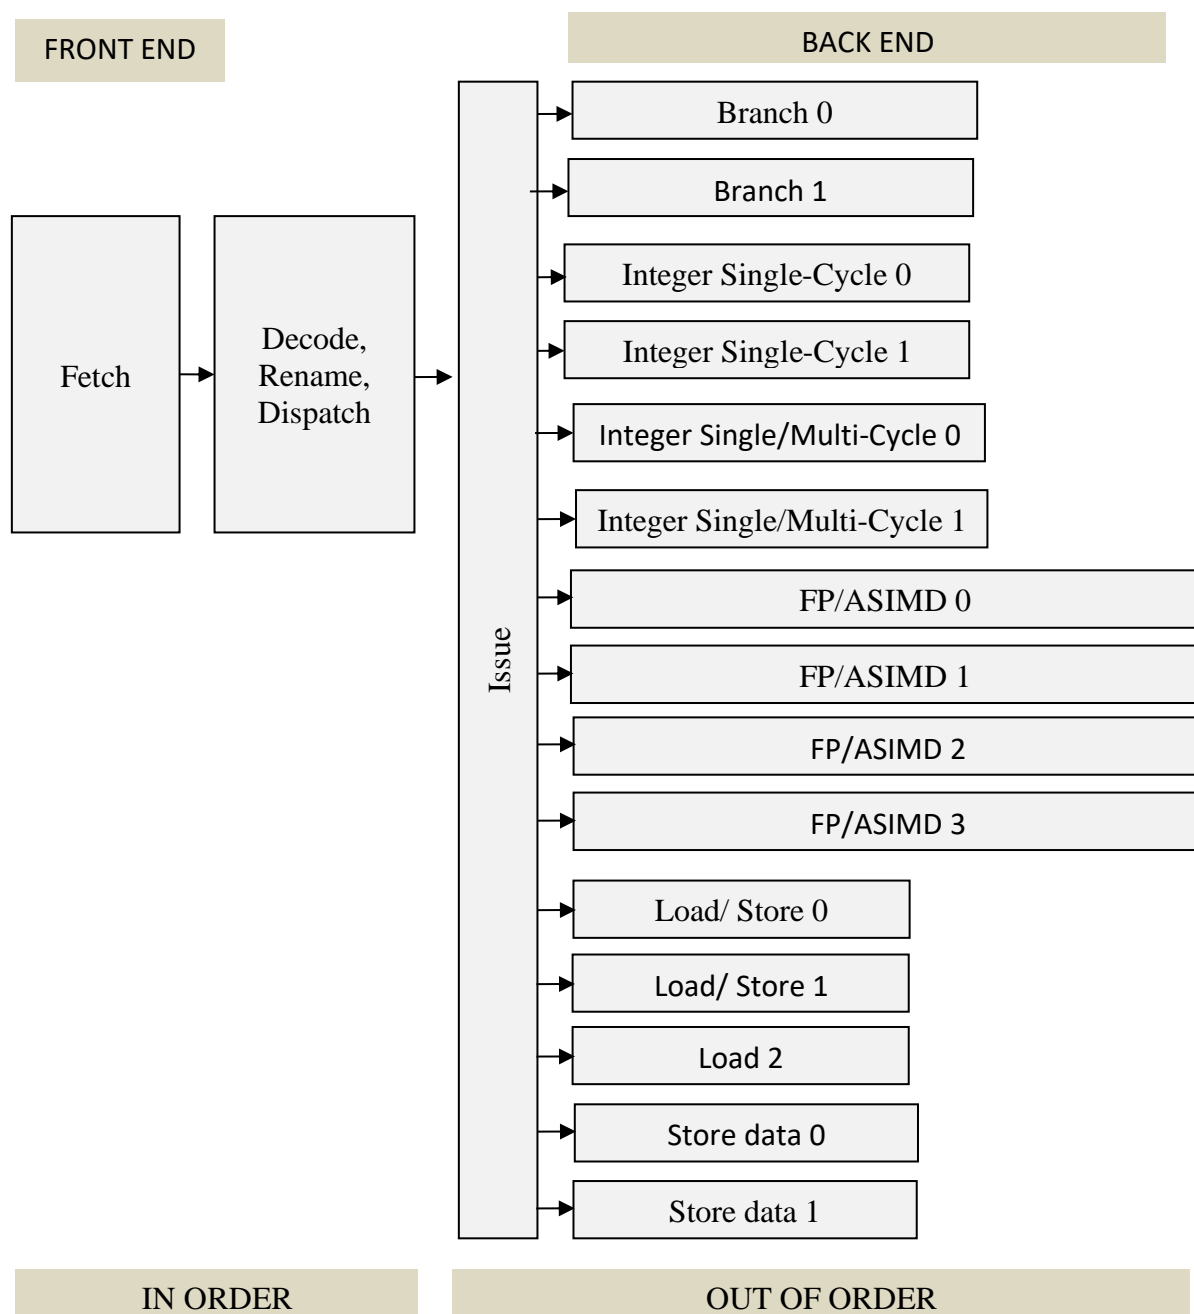 FRONT END
BACK END
Branch 0
Branch 1
Integer Single-Cycle 0
Integer Single-Cycle 1
Fetch
Decode,
Rename,
Dispatch
Integer Single/Multi-Cycle 0
Integer Single/Multi-Cycle 1
Issue
FP/ASIMD 0
FP/ASIMD 1
FP/ASIMD 2
FP/ASIMD 3
Load/ Store 0
Load/ Store 1
Load 2
Store data 0
Store data 1
IN ORDER
OUT OF ORDER